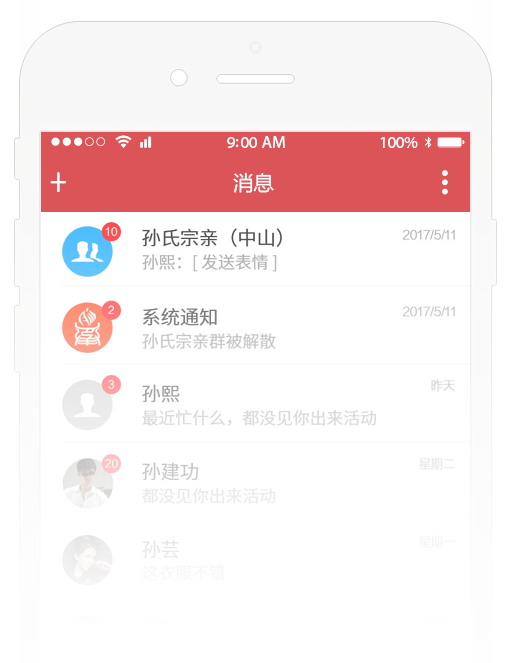 9:00 AM 100%
消息
10
孙氏宗亲（中山） 2017/5/11
孙熙：[ 发送表情 ]
2
系统通知 2017/5/11
孙氏宗亲群被解散
3
孙熙 昨天
最近忙什么，都没见你出来活动
20
孙建功 星期二
都没见你出来活动
孙芸 星期一
这衣服不错